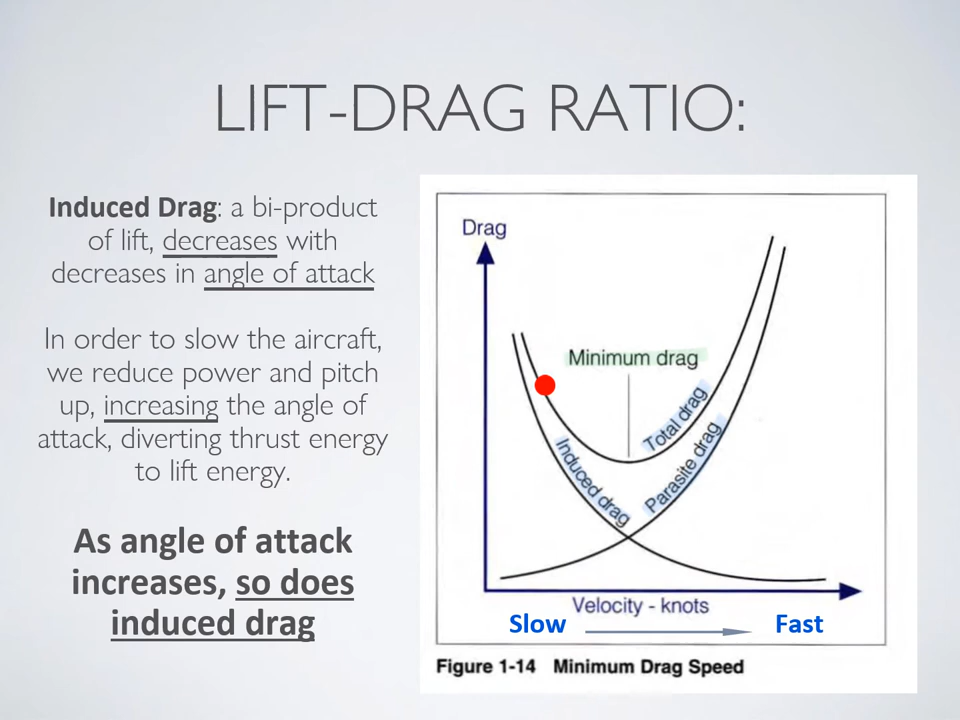 LIFT-DRAG RATIO:
Induced Drag: a bi-product
of lift, decreases with
decreases in angle of attack
In order to slow the aircraft,
we reduce power and pitch
up, increasing the angle of
attack, diverting thrust energy
to lift energy.
As angle of attack
increases, so does
induced drag
Drag
Minimum drag
Total drag
Induced drag
Parasite drag
Velocity - knots
Slow
Fast
Figure 1-14 Minimum Drag Speed